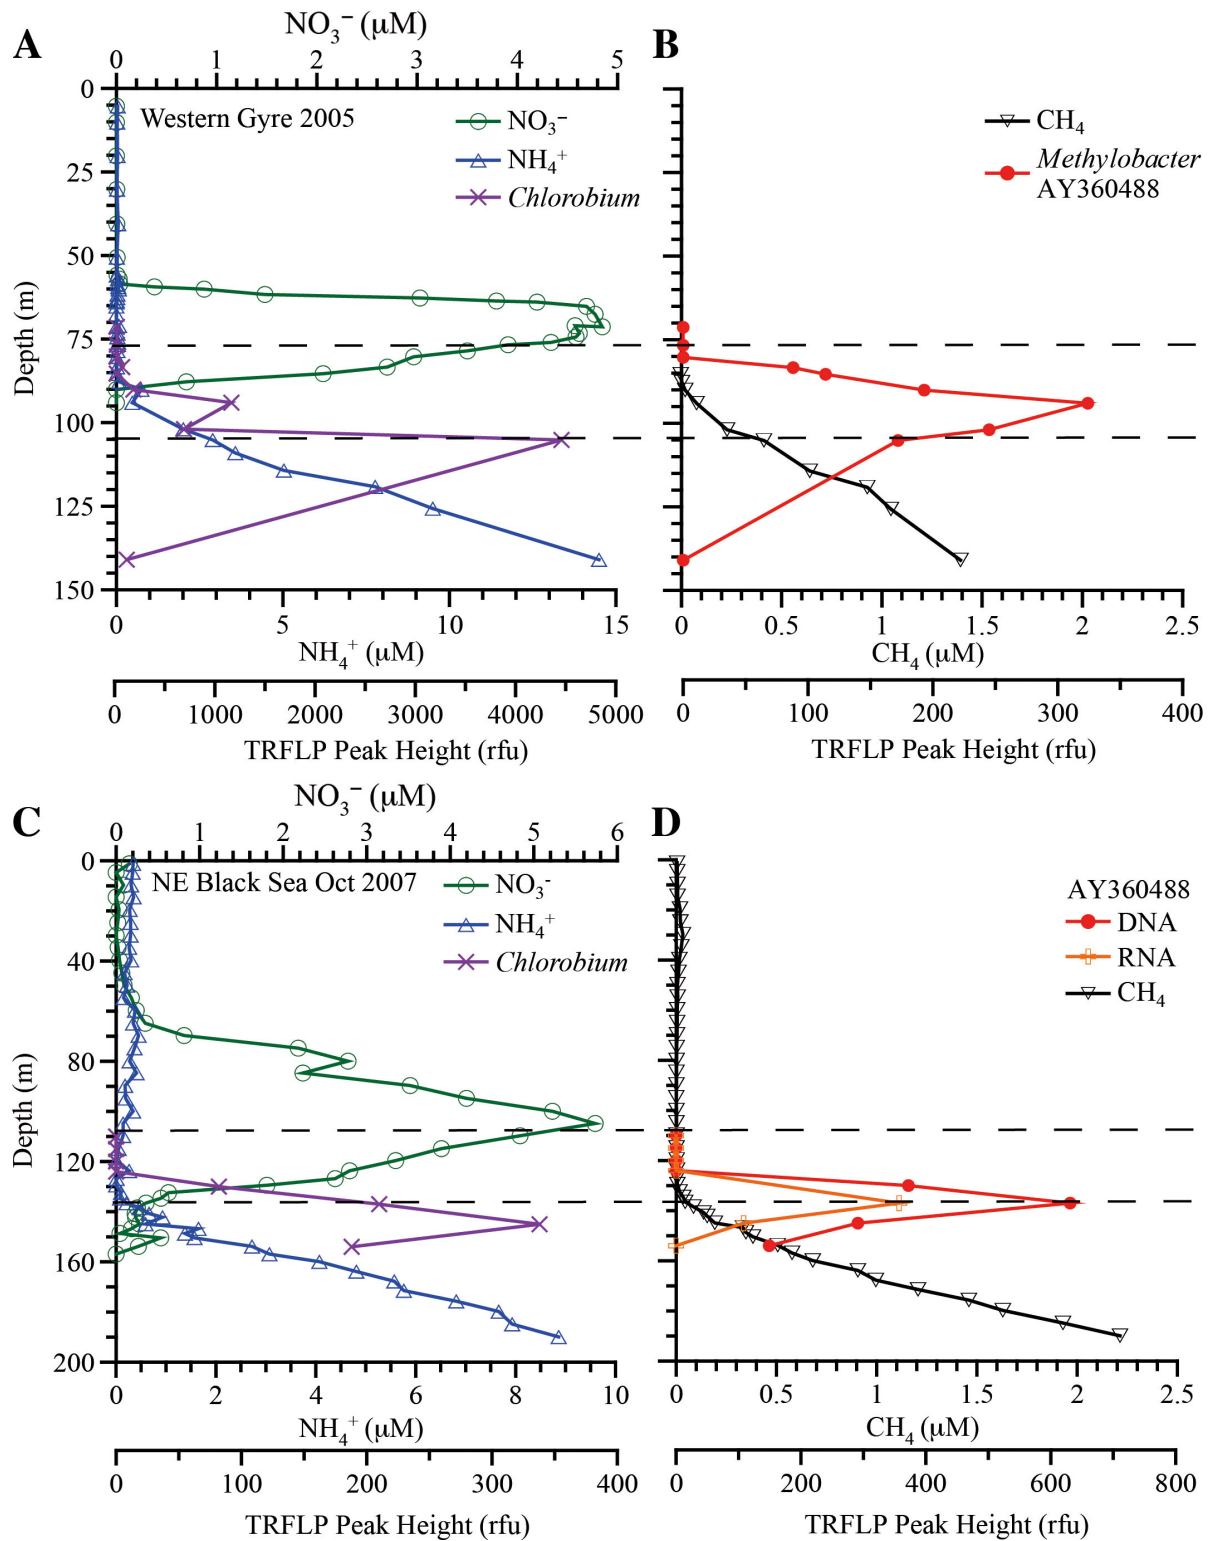 A
NO₃⁻ (μM)
0 1 2 3 4 5
Western Gyre 2005
NO₃⁻
NH₄⁺
Chlorobium
Depth (m)
0
25
50
75
100
125
150
0 5 10 15
NH₄⁺ (μM)
0 1000 2000 3000 4000 5000
TRFLP Peak Height (rfu)
B
CH₄
Methylobacter
AY360488
0 0.5 1 1.5 2 2.5
CH₄ (μM)
0 100 200 300 400
TRFLP Peak Height (rfu)
C
NO₃⁻ (μM)
0 1 2 3 4 5 6
NE Black Sea Oct 2007
NO₃⁻
NH₄⁺
Chlorobium
Depth (m)
0
40
80
120
160
200
0 2 4 6 8 10
NH₄⁺ (μM)
0 100 200 300 400
TRFLP Peak Height (rfu)
D
AY360488
DNA
RNA
CH₄
0 0.5 1 1.5 2 2.5
CH₄ (μM)
0 200 400 600 800
TRFLP Peak Height (rfu)